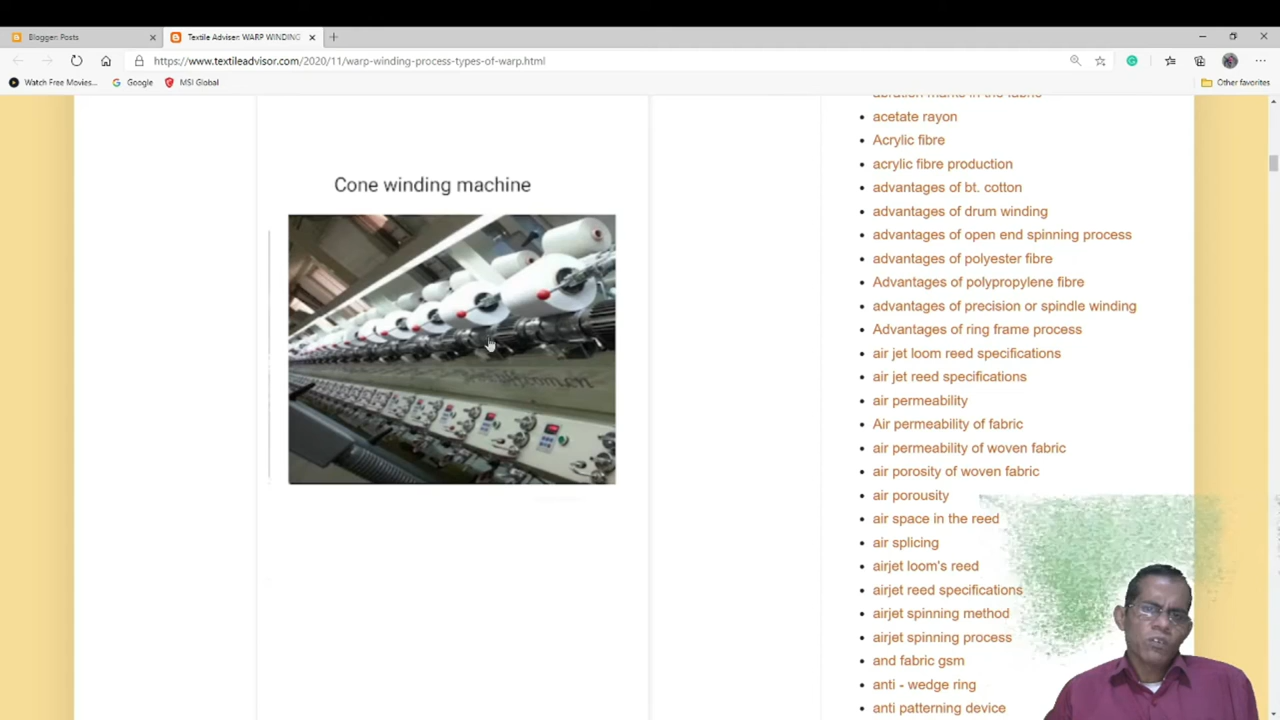 Blogger: Posts
Textile Adviser: WARP WINDING
https://www.textileadvisor.com/2020/11/warp-winding-process-types-of-warp.html
Watch Free Movies...
Google
MSI Global
Other favorites
Cone winding machine
abration marks in the fabric
acetate rayon
Acrylic fibre
acrylic fibre production
advantages of bt. cotton
advantages of drum winding
advantages of open end spinning process
advantages of polyester fibre
Advantages of polypropylene fibre
advantages of precision or spindle winding
Advantages of ring frame process
air jet loom reed specifications
air jet reed specifications
air permeability
Air permeability of fabric
air permeability of woven fabric
air porosity of woven fabric
air porousity
air space in the reed
air splicing
airjet loom's reed
airjet reed specifications
airjet spinning method
airjet spinning process
and fabric gsm
anti - wedge ring
anti patterning device